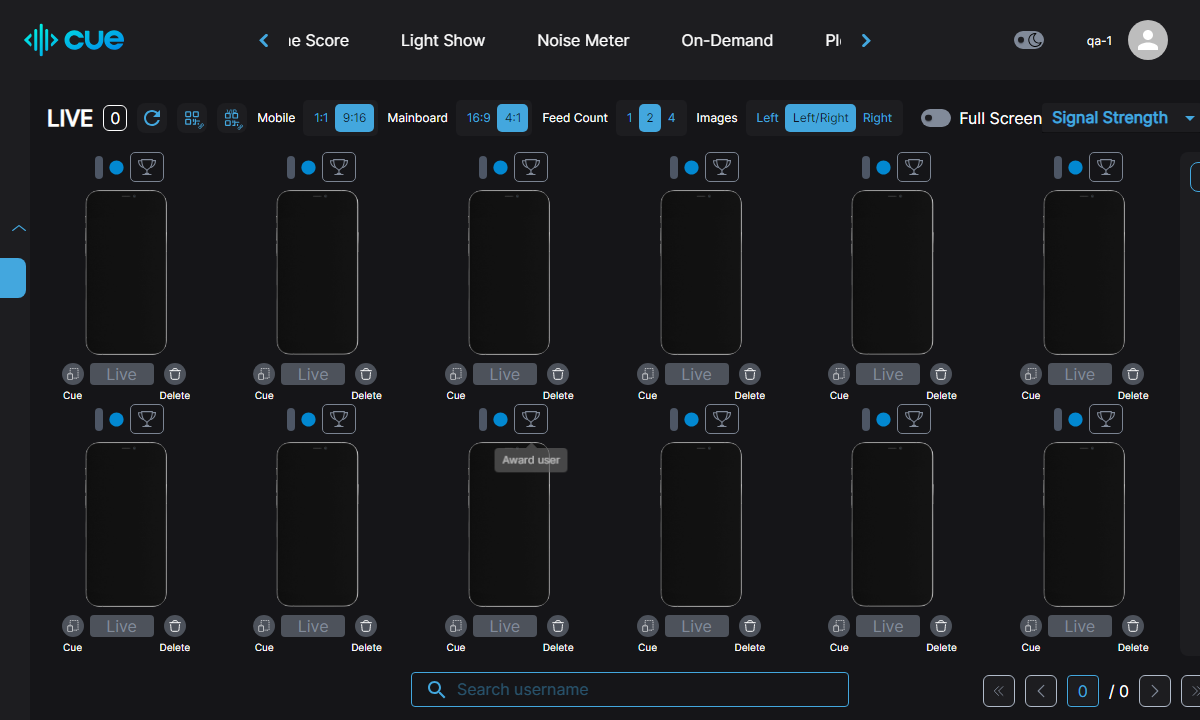 cue
ne Score Light Show Noise Meter On-Demand
qa-1
LIVE 0 Mobile 1:1 9:16 Mainboard 16:9 4:1 Feed Count 1 2 4 Images Left Left/Right Right Full Screen Signal Strength
Live Live Live Live Live Live
Cue Delete Cue Delete Cue Delete Cue Delete Cue Delete Cue Delete
Award user
Live Live Live Live Live Live
Cue Delete Cue Delete Cue Delete Cue Delete Cue Delete Cue Delete
Search username
0 / 0